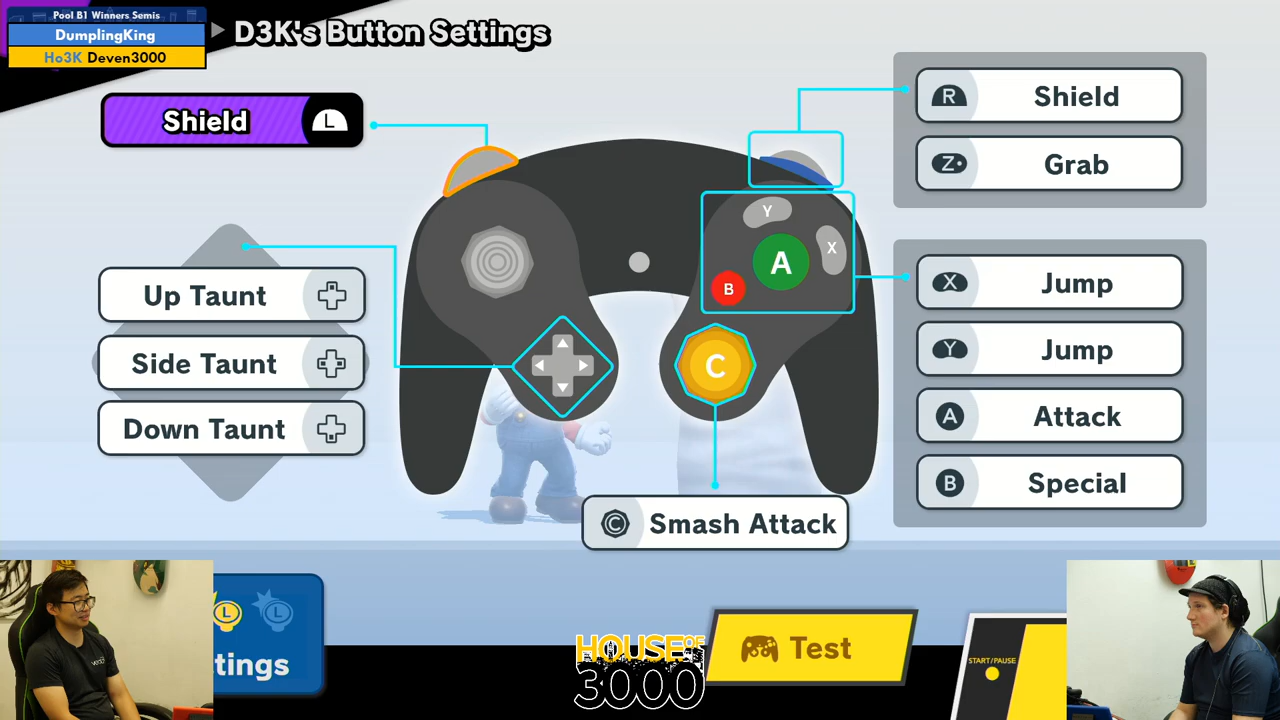 Pool B1 Winners Semis
DumplingKing
Ho3K Deven3000
D3K's Button Settings
Shield L
R Shield
Z Grab
Up Taunt
Side Taunt
Down Taunt
Y
X
A
B
C
X Jump
Y Jump
A Attack
B Special
C Smash Attack
L L
tings
HOUSE OF
3000
Test
START/PAUSE